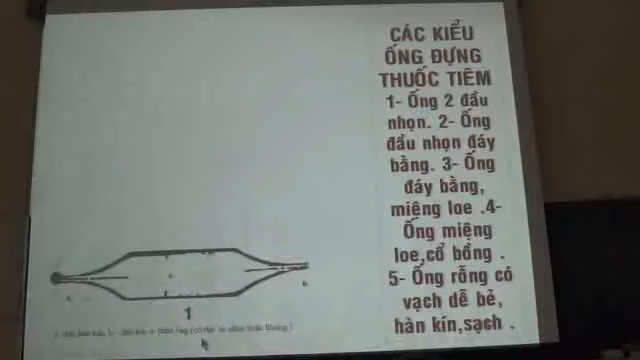 CÁC KIỂU
ỐNG ĐỰNG
THUỐC TIÊM
1- Ống 2 đầu
nhọn. 2- Ống
đầu nhọn đáy
bằng. 3- Ống
đáy bằng,
miệng loe .4-
Ống miệng
loe,cổ bồng .
5- Ống rỗng có
vạch dễ bẻ,
hàn kín,sạch .
1